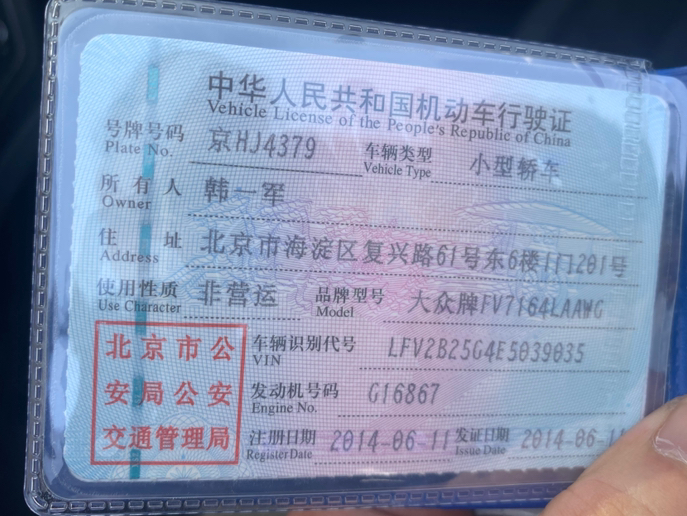 中华人民共和国机动车行驶证
Vehicle License of the People's Republic of China
号牌号码 京HJ4379 车辆类型 小型轿车
Plate No. Vehicle Type
所有人 韩一军
Owner
住址 北京市海淀区复兴路61号东6楼1门201号
Address
使用性质 非营运 品牌型号 大众牌FV7164LAAWG
Use Character Model
北京市公
安局公安
交通管理局
车辆识别代号 LFV2B25G4E5039035
VIN
发动机号码 G16867
Engine No.
注册日期 2014-06-11 发证日期 2014-06-11
Register Date Issue Date